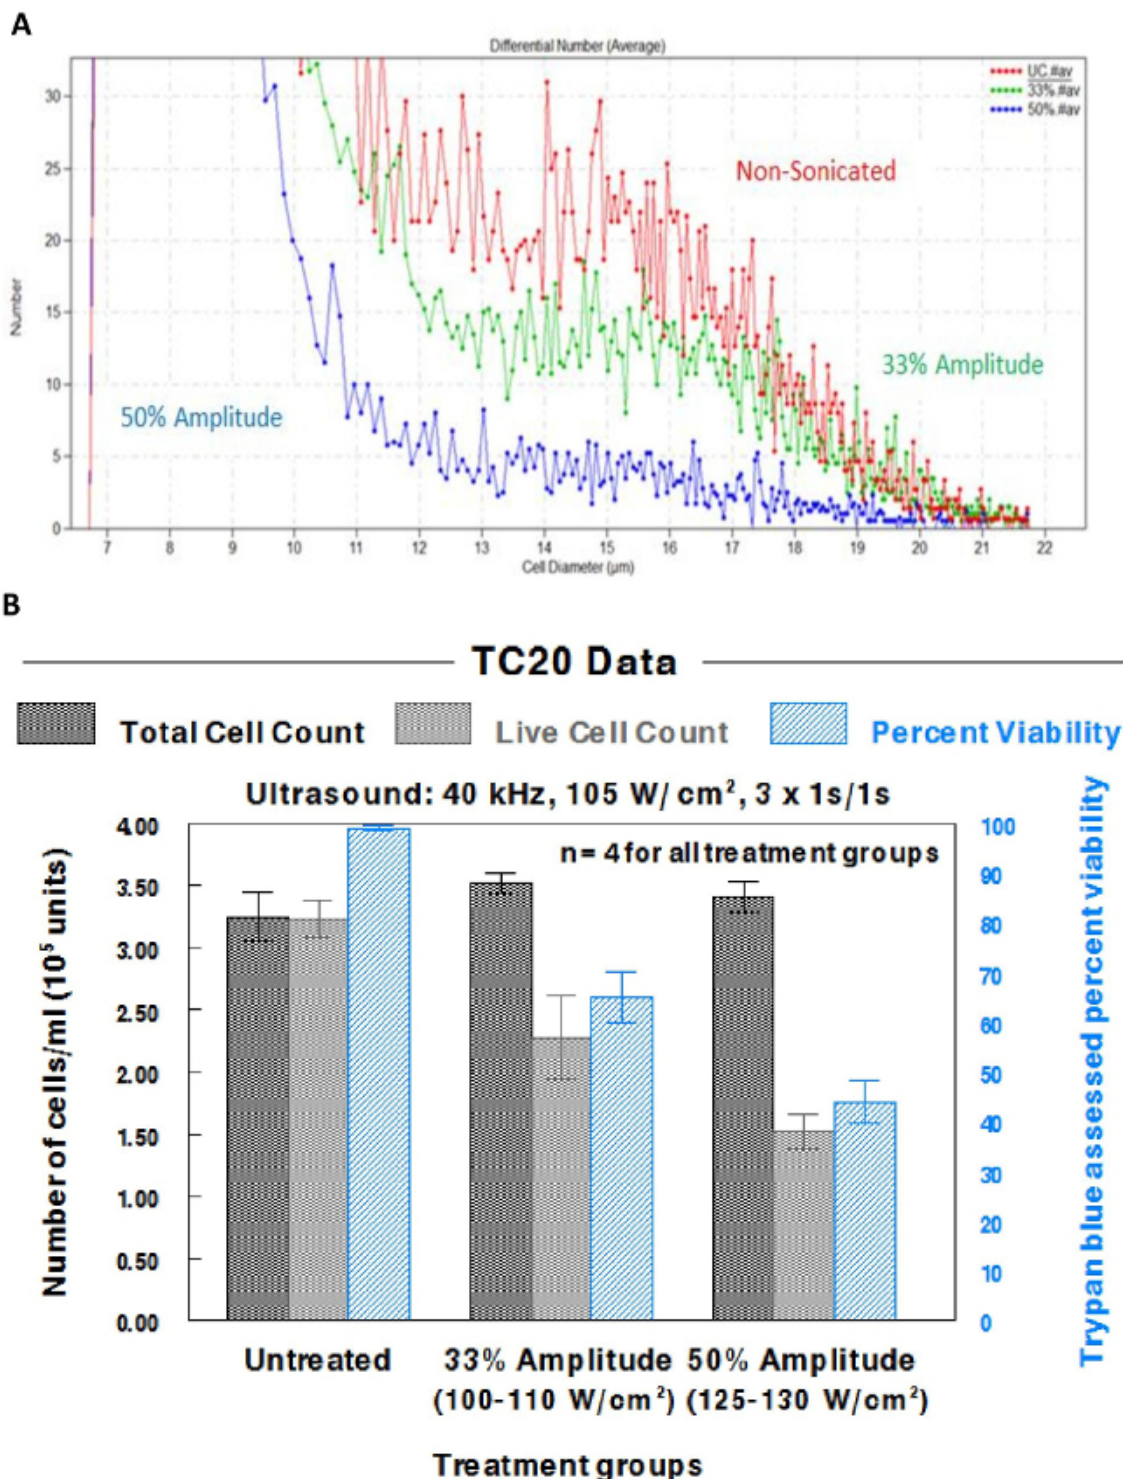 A
Differential Number (Average)
UC.#av
33%.#av
50%.#av
Non-Sonicated
33% Amplitude
50% Amplitude
Number
30
25
20
15
10
5
0
7 8 9 10 11 12 13 14 15 16 17 18 19 20 21 22
Cell Diameter (µm)
B
TC20 Data
Total Cell Count Live Cell Count Percent Viability
Ultrasound: 40 kHz, 105 W/ cm², 3 x 1s/1s
n= 4 for all treatment groups
Number of cells/ml (10⁵ units)
4.00
3.50
3.00
2.50
2.00
1.50
1.00
0.50
0.00
100
90
80
70
60
50
40
30
20
10
0
Trypan blue assessed percent viability
Untreated 33% Amplitude 50% Amplitude
(100-110 W/cm²) (125-130 W/cm²)
Treatment groups